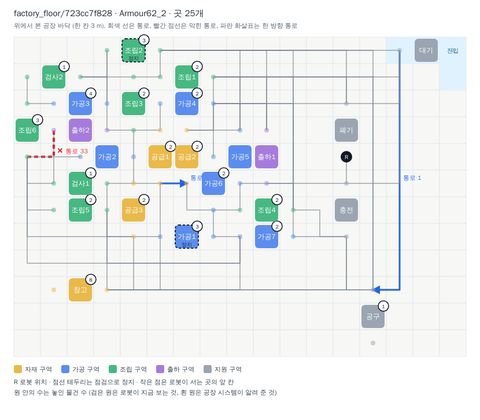 factory_floor/723cc7f828 · Armour62_2 · 곳 25개
위에서 본 공장 바닥 (한 칸 3 m). 회색 선은 통로, 빨간 점선은 막힌 통로, 파란 화살표는 한 방향 통로
조립2 3
대기 진입
검사2 1
조립1 2
가공3 4
조립3 2
가공4 2
조립6 3
출하2
폐기
✕ 통로 33
가공2
공급1 2
공급2 2
가공5
출하1
R
검사1 1
통로
가공6 2
통로 1
조립5 2
공급3 2
조립4 2
충전
가공1 3
가공7 2
창고 8
공구 1
자재 구역
가공 구역
조립 구역
출하 구역
지원 구역
R 로봇 위치 · 점선 테두리는 점검으로 정지 · 작은 점은 로봇이 서는 곳의 앞 칸
원 안의 수는 놓인 물건 수 (검은 원은 로봇이 지금 보는 것, 흰 원은 공장 시스템이 알려 준 것)